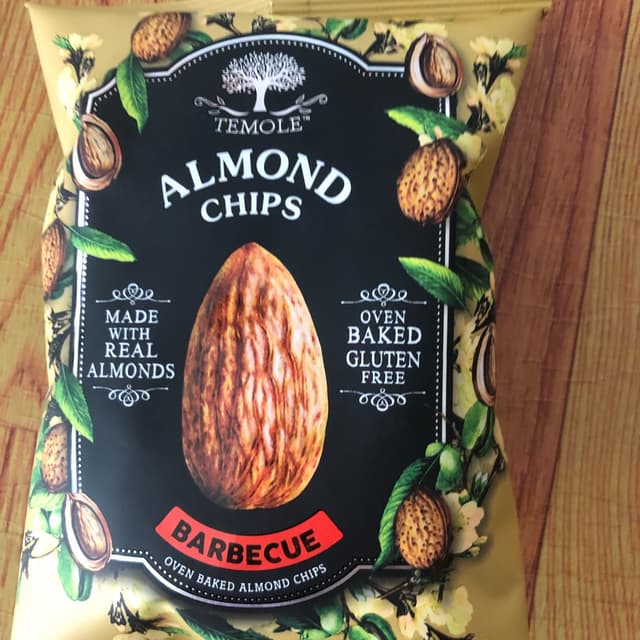 TEMOLE™
ALMOND
CHIPS
MADE
WITH
REAL
ALMONDS
OVEN
BAKED
GLUTEN
FREE
BARBECUE
OVEN BAKED ALMOND CHIPS